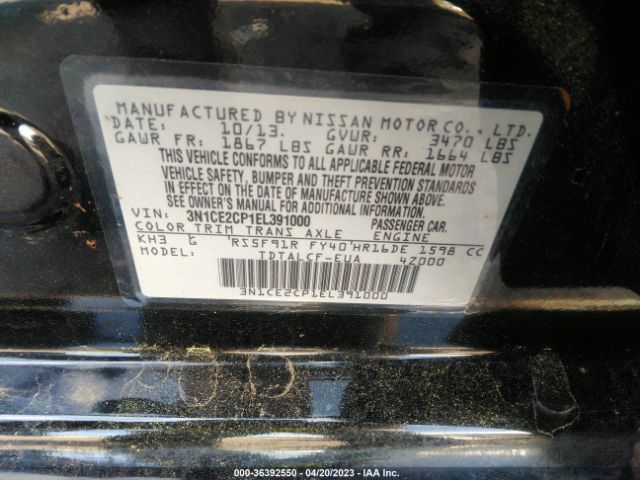 MANUFACTURED BY NISSAN MOTOR CO., LTD.
DATE: 10/13. GVWR: 3470 LBS
GAWR FR: 1867 LBS GAWR RR: 1664 LBS
THIS VEHICLE CONFORMS TO ALL APPLICABLE FEDERAL MOTOR
VEHICLE SAFETY, BUMPER AND THEFT PREVENTION STANDARDS
IN EFFECT ON THE DATE OF MANUFACTURE SHOWN ABOVE.
SEE OWNER'S MANUAL FOR ADDITIONAL INFORMATION.
VIN: 3N1CE2CP1EL391000 PASSENGER CAR.
COLOR TRIM TRANS AXLE ENGINE
KH3 G RS5F91R FY40 HR16DE 1598 CC
MODEL: TDTALCF-EUA 4Z000
3N1CE2CP1EL391000
000-36392550 - 04/20/2023 - IAA Inc.